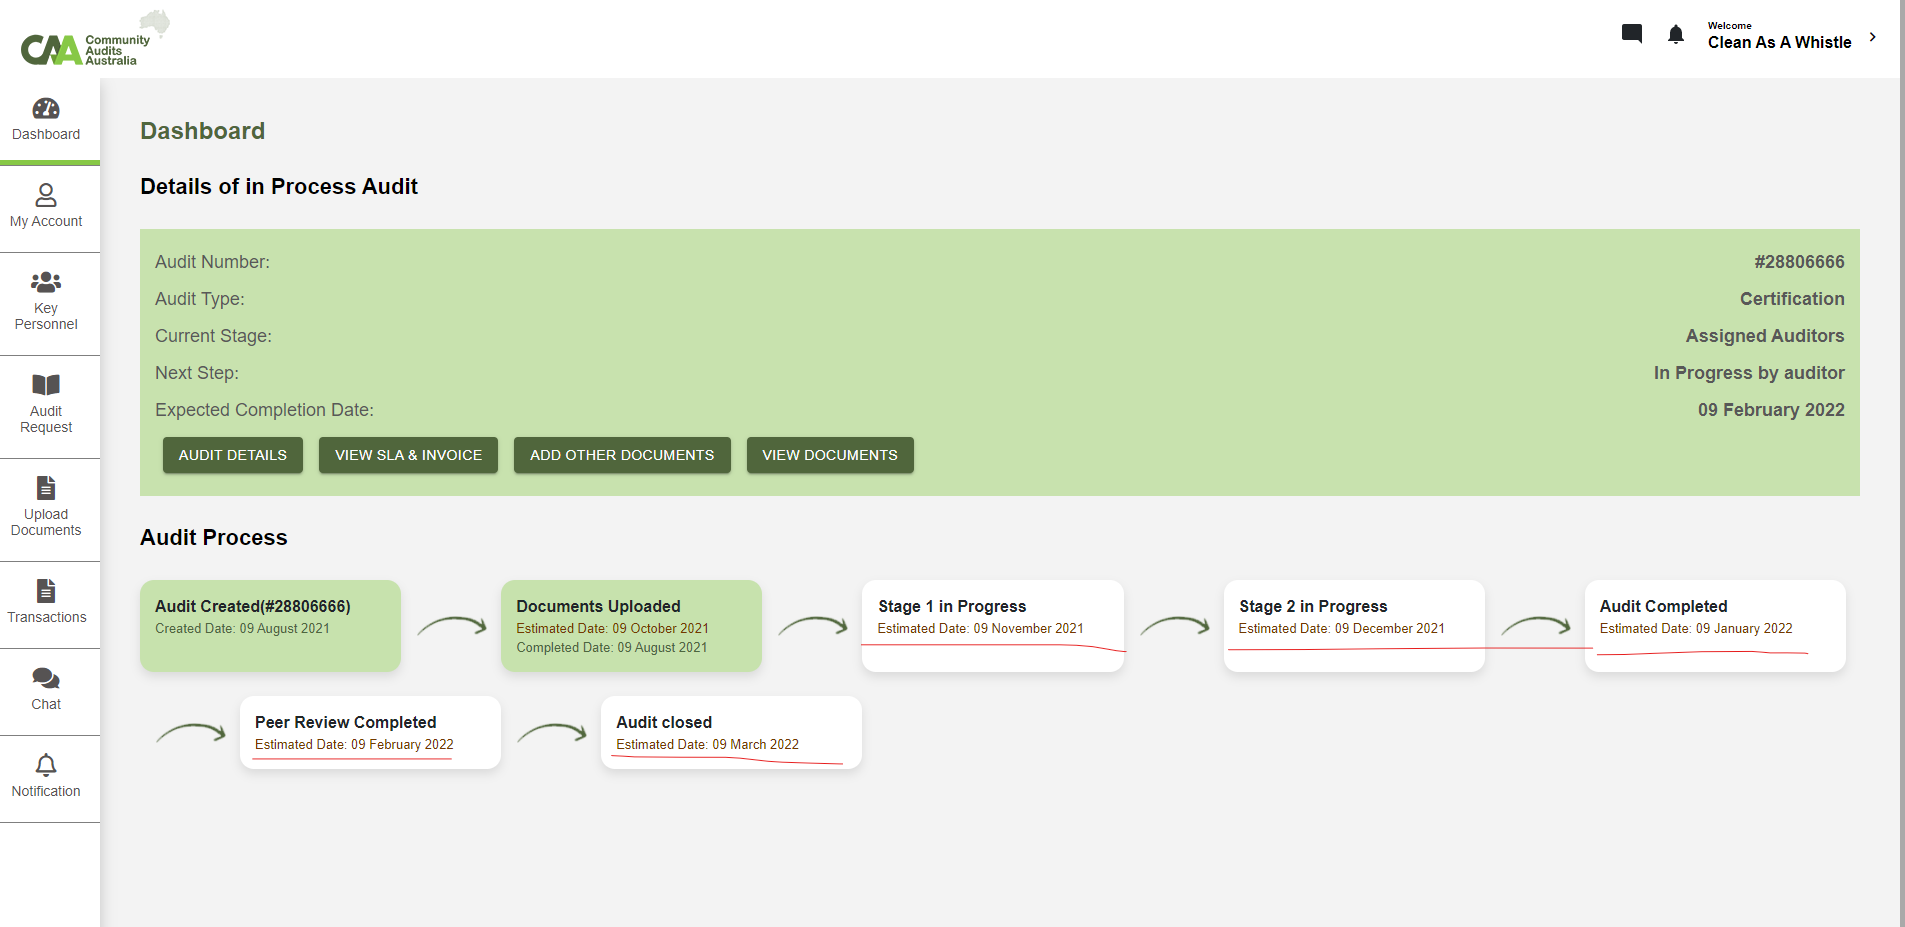 CAA Community
Audits
Australia
Welcome
Clean As A Whistle
Dashboard
My Account
Key
Personnel
Audit
Request
Upload
Documents
Transactions
Chat
Notification
Dashboard
Details of in Process Audit
Audit Number: #28806666
Audit Type: Certification
Current Stage: Assigned Auditors
Next Step: In Progress by auditor
Expected Completion Date: 09 February 2022
AUDIT DETAILS VIEW SLA & INVOICE ADD OTHER DOCUMENTS VIEW DOCUMENTS
Audit Process
Audit Created(#28806666)
Created Date: 09 August 2021
Documents Uploaded
Estimated Date: 09 October 2021
Completed Date: 09 August 2021
Stage 1 in Progress
Estimated Date: 09 November 2021
Stage 2 in Progress
Estimated Date: 09 December 2021
Audit Completed
Estimated Date: 09 January 2022
Peer Review Completed
Estimated Date: 09 February 2022
Audit closed
Estimated Date: 09 March 2022